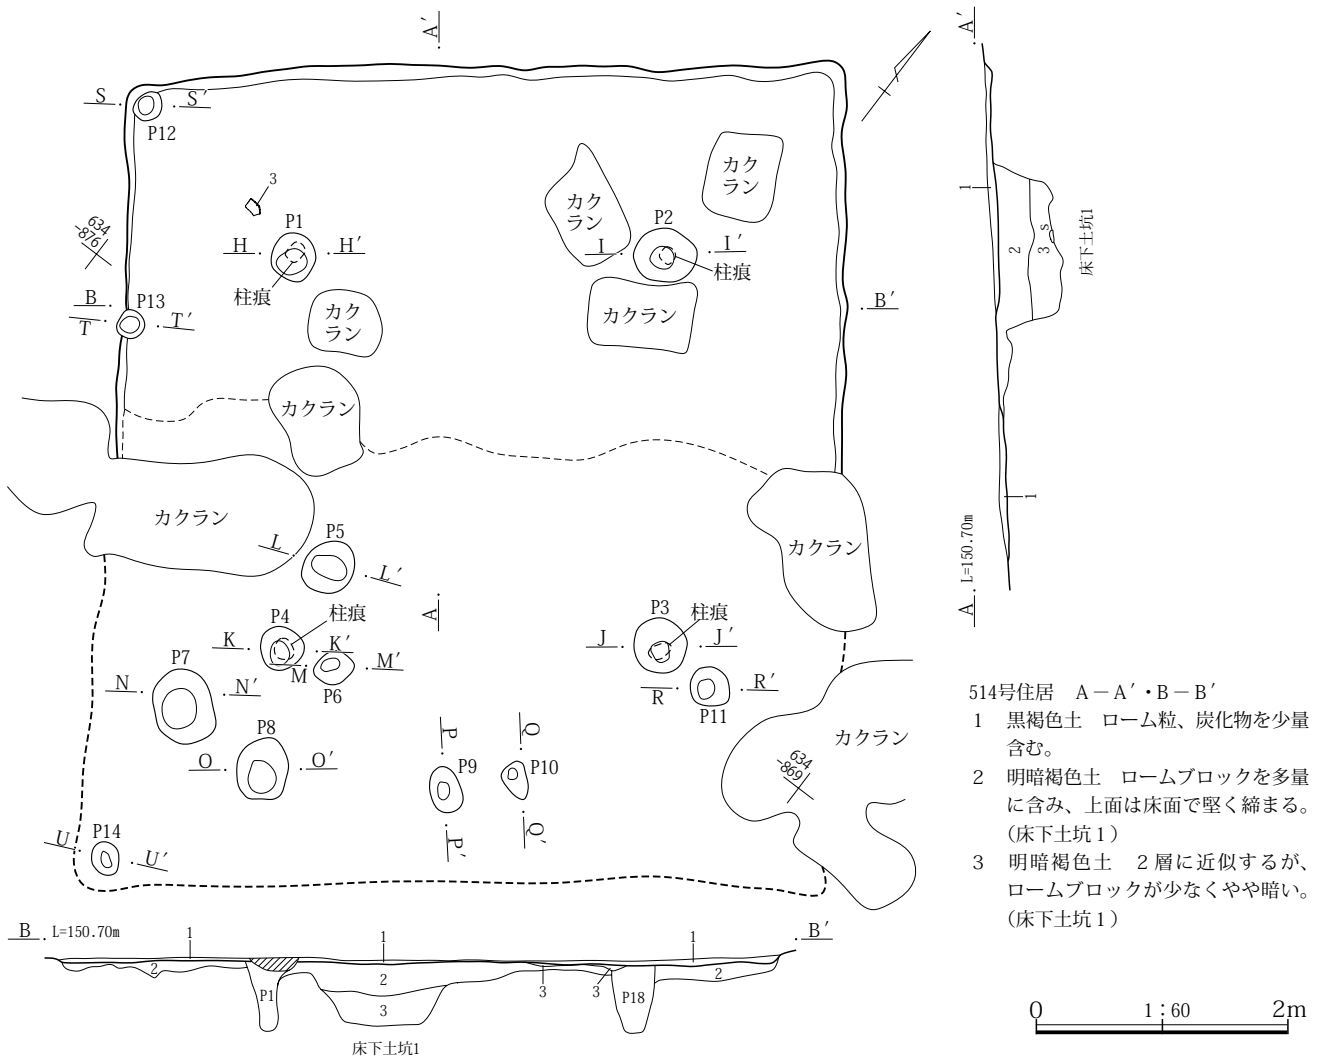 A′
A′
S
S′
P12
3
P1
H
H′
柱痕
カク
ラン
カク
ラン
P2
I
I′
柱痕
カクラン
634
-876
B
P13
T
T′
カク
ラン
B′
カクラン
1
2
3
s
床下土坑1
カクラン
P5
L
L′
カクラン
1
L=150.70m
A
A
P4
柱痕
K
K′
M
M′
P6
P3
柱痕
J
J′
R
R′
P11
P7
N
N′
P8
O
O′
P
P9
P′
Q
P10
Q′
カクラン
634
-869
P14
U
U′
514号住居 A－A′・B－B′
1 黒褐色土 ローム粒、炭化物を少量
含む。
2 明暗褐色土 ロームブロックを多量
に含み、上面は床面で堅く締まる。
（床下土坑1）
3 明暗褐色土 2層に近似するが、
ロームブロックが少なくやや暗い。
（床下土坑1）
B
L=150.70m
B′
1
1
1
2
P1
2
3
3
3
P18
2
床下土坑1
0
1：60
2m